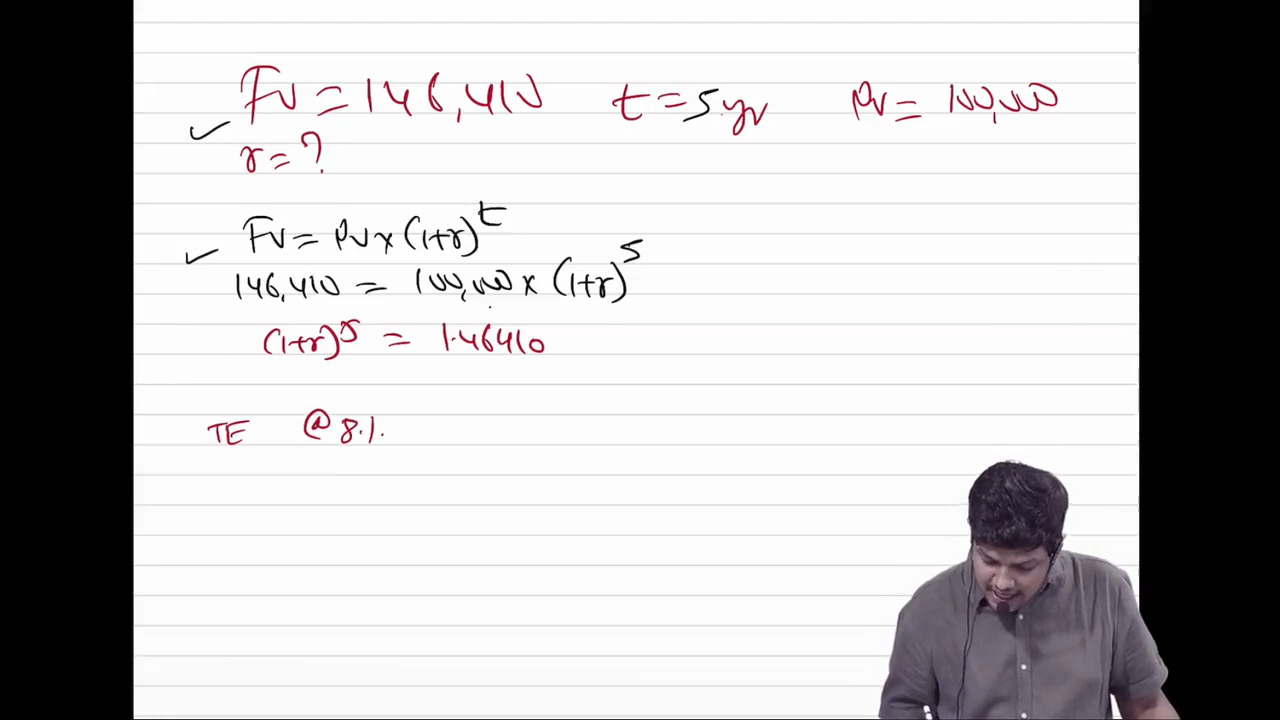 FV = 146,410 t = 5 yr PV = 100,000
r = ?
FV = PV x (1+r)^t
146,410 = 100,000 x (1+r)^5
(1+r)^5 = 1.46410
TE @ 8.1.